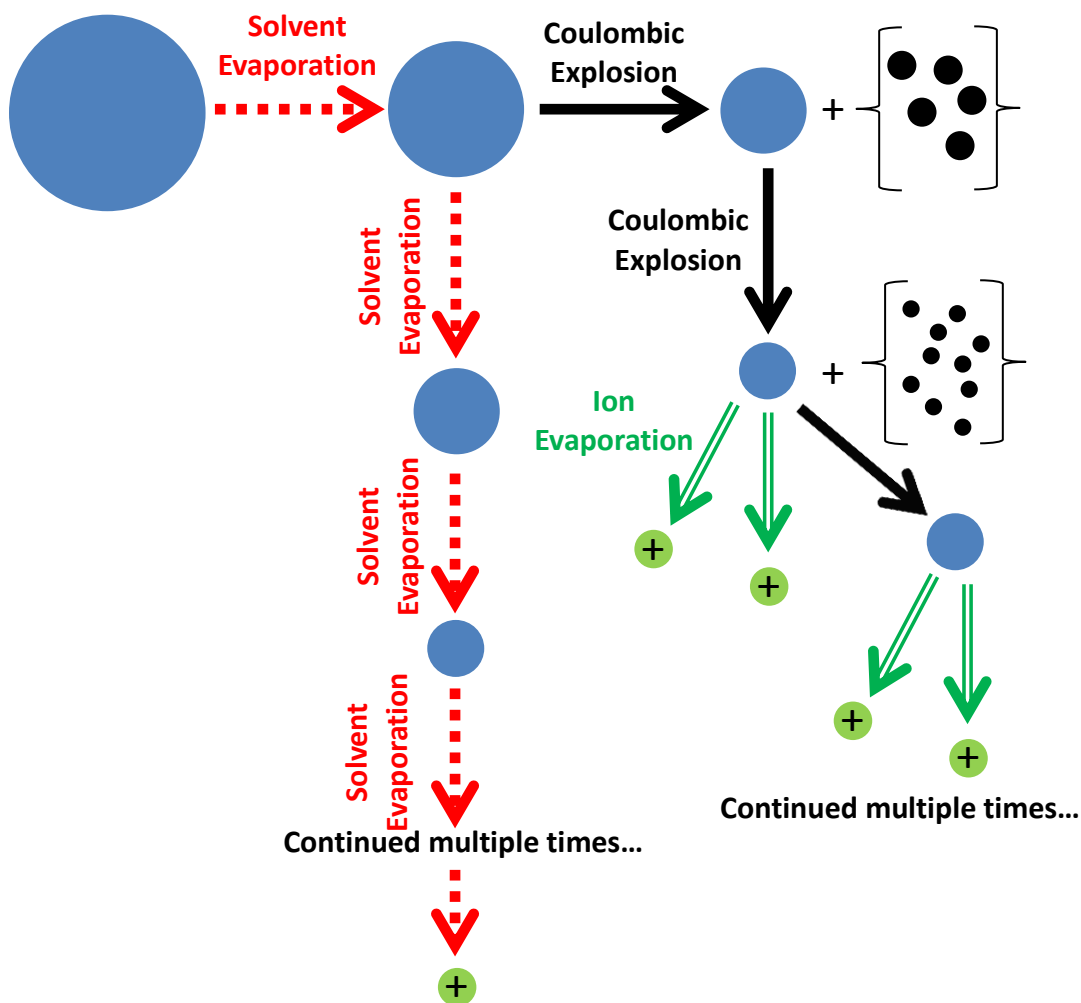 Solvent
Evaporation
Coulombic
Explosion
+
Solvent
Evaporation
Coulombic
Explosion
+
Ion
Evaporation
Solvent
Evaporation
+
+
Solvent
Evaporation
+
+
Continued multiple times…
Continued multiple times…
+